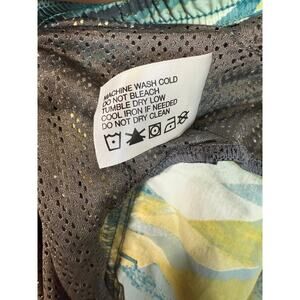 MACHINE WASH COLD
DO NOT BLEACH
TUMBLE DRY LOW
COOL IRON IF NEEDED
DO NOT DRY CLEAN